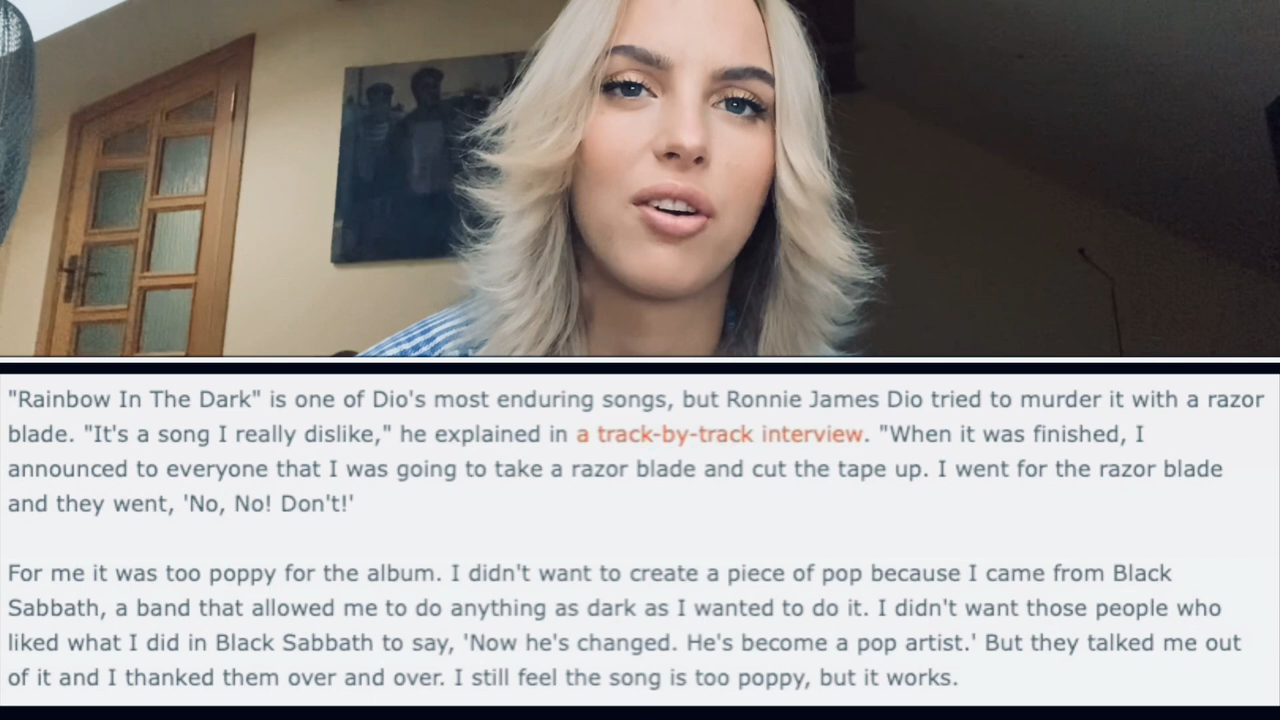 "Rainbow In The Dark" is one of Dio's most enduring songs, but Ronnie James Dio tried to murder it with a razor
blade. "It's a song I really dislike," he explained in a track-by-track interview. "When it was finished, I
announced to everyone that I was going to take a razor blade and cut the tape up. I went for the razor blade
and they went, 'No, No! Don't!'
For me it was too poppy for the album. I didn't want to create a piece of pop because I came from Black
Sabbath, a band that allowed me to do anything as dark as I wanted to do it. I didn't want those people who
liked what I did in Black Sabbath to say, 'Now he's changed. He's become a pop artist.' But they talked me out
of it and I thanked them over and over. I still feel the song is too poppy, but it works.